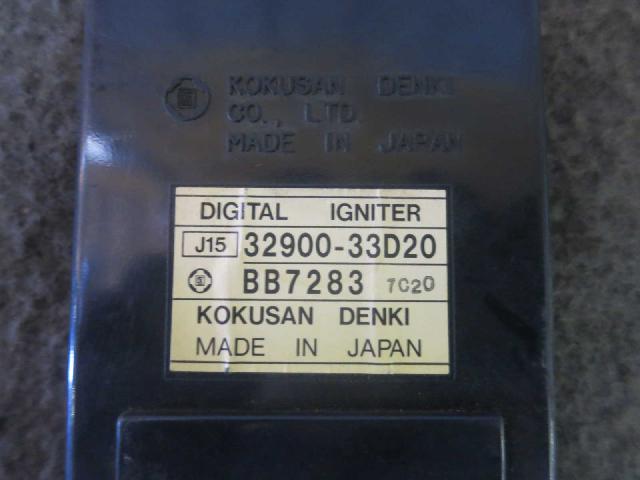 KOKUSAN DENKI
CO., LTD.
MADE IN JAPAN
DIGITAL IGNITER
J15 32900-33D20
BB7283 7C20
KOKUSAN DENKI
MADE IN JAPAN